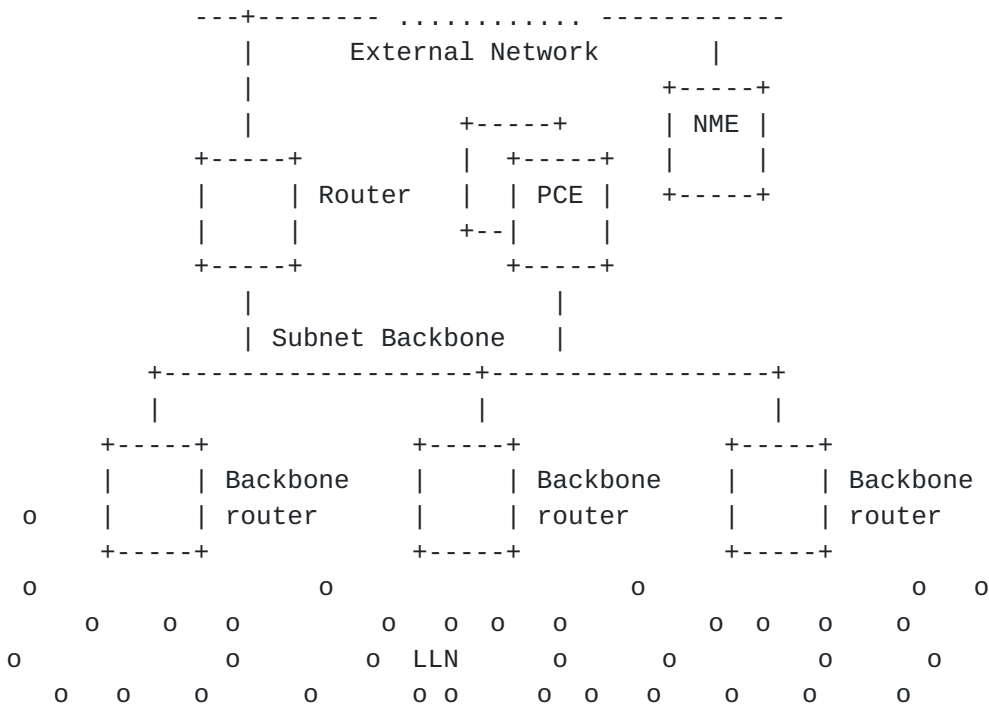 ---+-------- ............ ------------
|      External Network       |
|                          +-----+
|             +-----+      | NME |
+-----+          |  +-----+   |     |
|     | Router   |  | PCE |   +-----+
|     |          +--|     |
+-----+             +-----+
|                   |
| Subnet Backbone   |
+--------------------+------------------+
|                    |                  |
+-----+             +-----+             +-----+
|     | Backbone    |     | Backbone    |     | Backbone
o    |     | router      |     | router      |     | router
+-----+             +-----+             +-----+
o                  o                   o                 o   o
o    o   o         o   o  o   o         o  o   o    o
o             o        o  LLN      o      o         o      o
o   o    o      o      o o     o  o   o    o    o     o